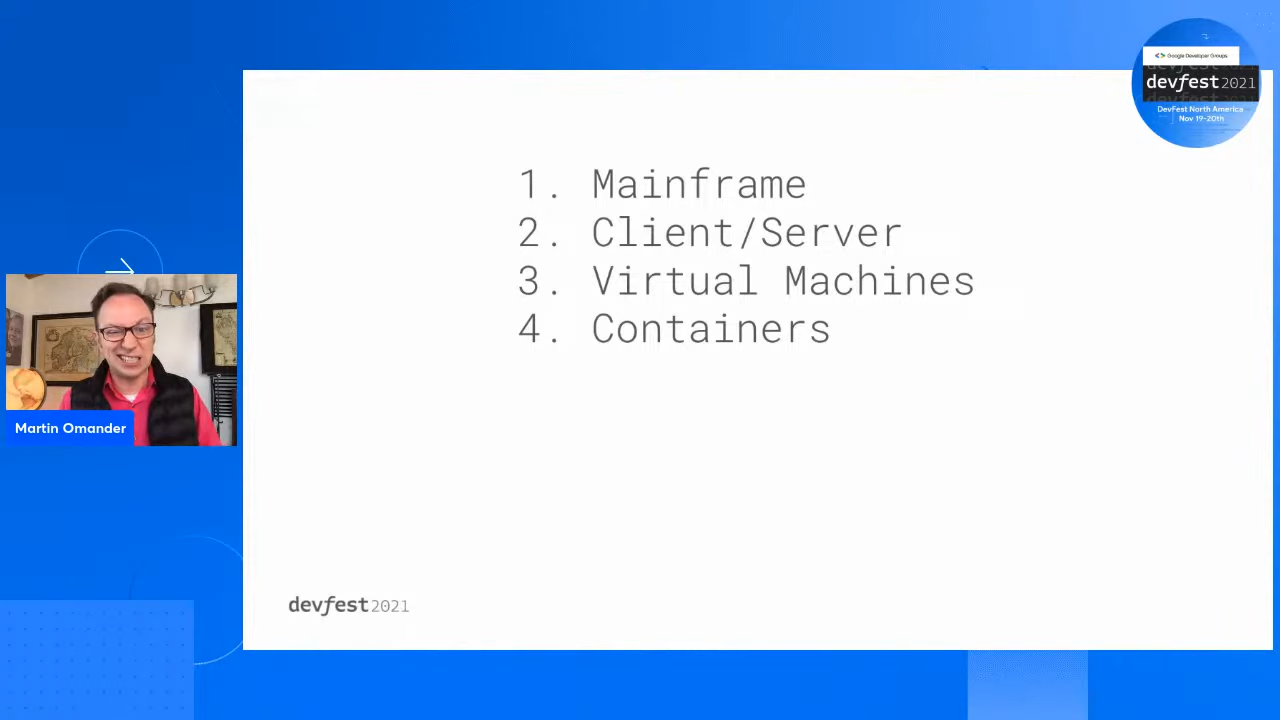 Google Developer Groups
devfest 2021
DevFest North America
Nov 19-20th
1. Mainframe
2. Client/Server
3. Virtual Machines
4. Containers
Martin Omander
devfest 2021